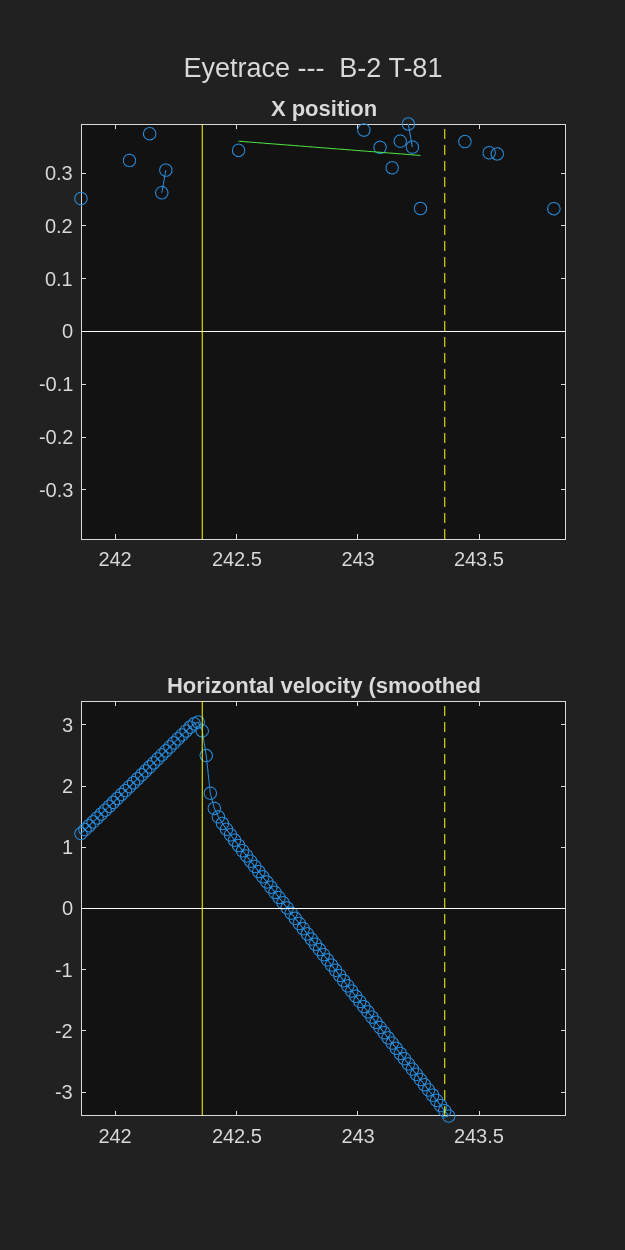 Eyetrace ---  B-2 T-81
X position
0.3
0.2
0.1
0
-0.1
-0.2
-0.3
242 242.5 243 243.5
Horizontal velocity (smoothed
3
2
1
0
-1
-2
-3
242 242.5 243 243.5